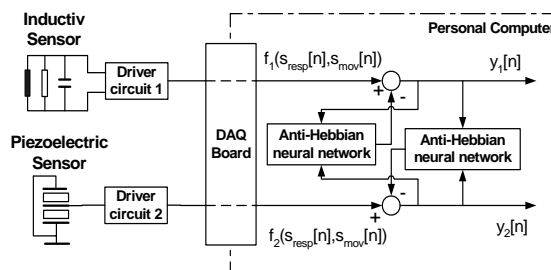 Inductiv
Sensor
Driver
circuit 1
Piezoelectric
Sensor
Driver
circuit 2
DAQ
Board
Personal Computer
f1(sresp[n],smov[n])
+
-
y1[n]
Anti-Hebbian
neural network
Anti-Hebbian
neural network
-
+
f2(sresp[n],smov[n])
y2[n]